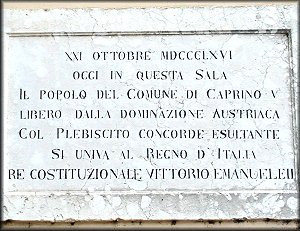 XXI OTTOBRE MDCCCLXVI
OGGI IN QUESTA SALA
IL POPOLO DEL COMUNE DI CAPRINO V
LIBERO DALLA DOMINAZIONE AUSTRIACA
COL PLEBISCITO CONCORDE ESULTANTE
SI UNIVA AL REGNO D'ITALIA
RE COSTITUZIONALE VITTORIO EMANUELE II